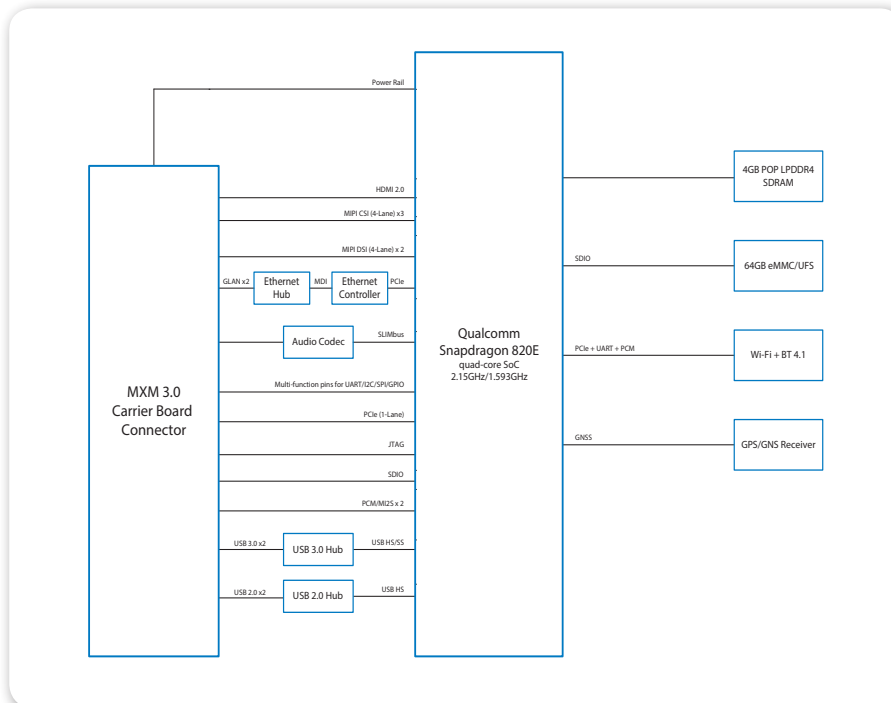 Power Rail
HDMI 2.0
MIPI CSI (4-Lane) x3
MIPI DSI (4-Lane) x 2
GLAN x2
Ethernet
Hub
MDI
Ethernet
Controller
PCIe
Audio Codec
SLIMbus
Multi-function pins for UART/I2C/SPI/GPIO
PCIe (1-Lane)
JTAG
SDIO
PCM/MI2S x 2
USB 3.0 x2
USB 3.0 Hub
USB HS/SS
USB 2.0 x2
USB 2.0 Hub
USB HS
MXM 3.0
Carrier Board
Connector
Qualcomm
Snapdragon 820E
quad-core SoC
2.15GHz/1.593GHz
4GB POP LPDDR4
SDRAM
SDIO
64GB eMMC/UFS
PCIe + UART + PCM
Wi-Fi + BT 4.1
GNSS
GPS/GNS Receiver